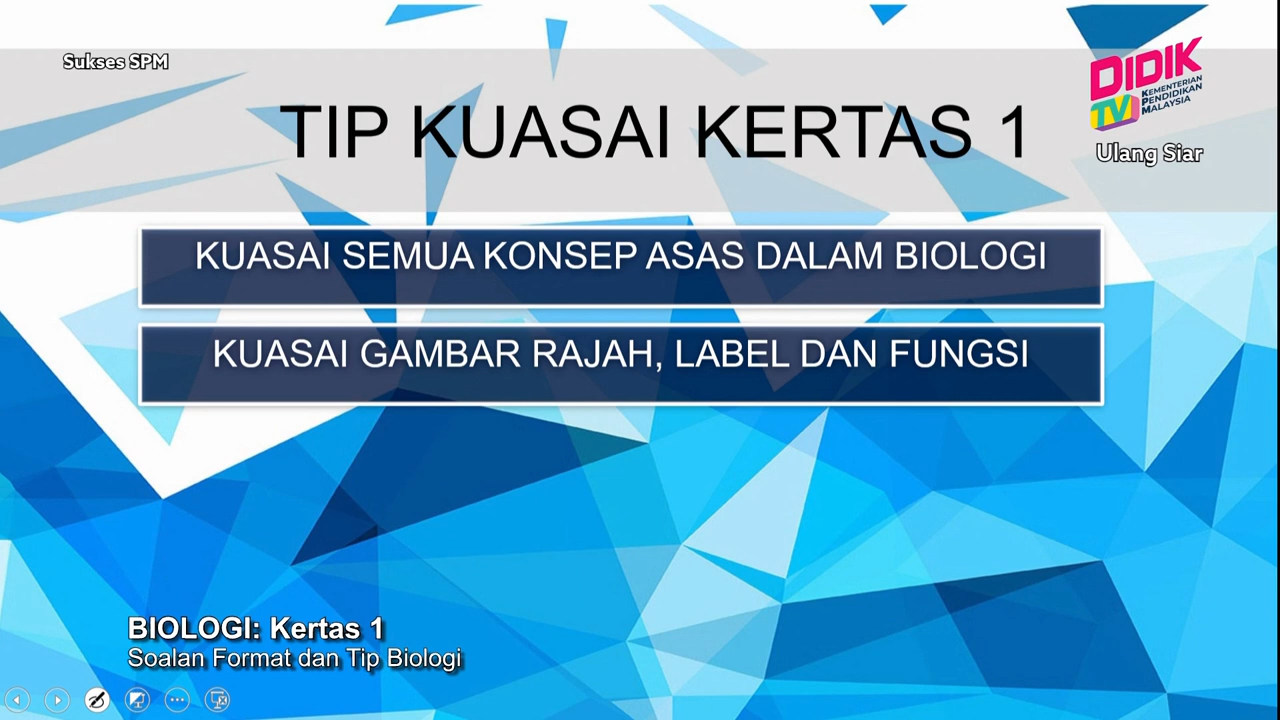 Sukses SPM
DIDIK
TV
KEMENTERIAN
PENDIDIKAN
MALAYSIA
Ulang Siar
TIP KUASAI KERTAS 1
KUASAI SEMUA KONSEP ASAS DALAM BIOLOGI
KUASAI GAMBAR RAJAH, LABEL DAN FUNGSI
BIOLOGI: Kertas 1
Soalan Format dan Tip Biologi